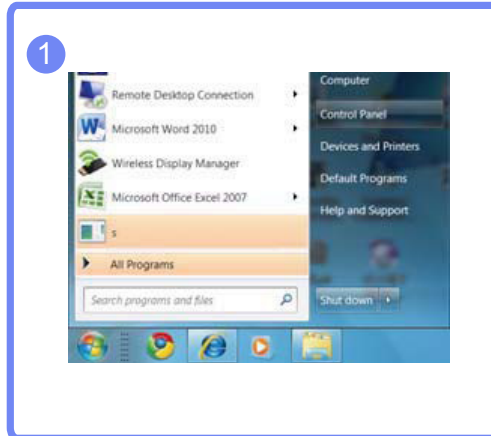 1
Remote Desktop Connection
Microsoft Word 2010
Wireless Display Manager
Microsoft Office Excel 2007
s
All Programs
Search programs and files
Computer
Control Panel
Devices and Printers
Default Programs
Help and Support
Shut down